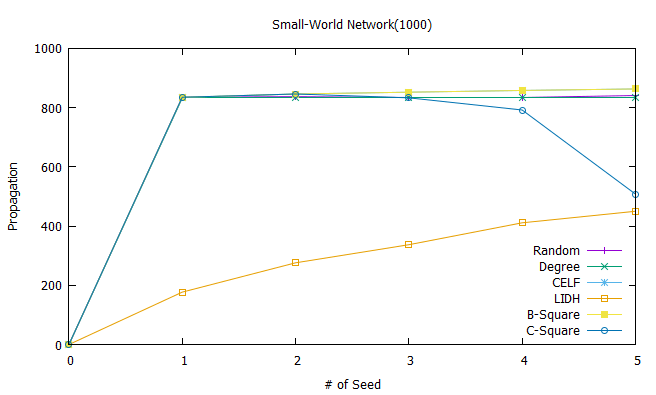 Small-World Network(1000)
1000
800
600
400
200
0
Propagation
0 1 2 3 4 5
# of Seed
Random
Degree
CELF
LIDH
B-Square
C-Square